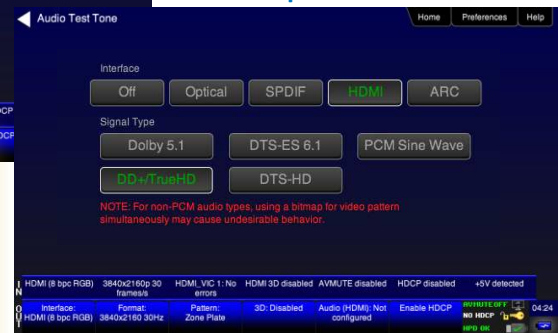 Audio Test Tone
Home Preferences Help
Interface
Off Optical SPDIF HDMI ARC
Signal Type
Dolby 5.1 DTS-ES 6.1 PCM Sine Wave
DD+/TrueHD DTS-HD
NOTE: For non-PCM audio types, using a bitmap for video pattern
simultaneously may cause undesirable behavior.
DCP
DCP
IN HDMI (8 bpc RGB) 3840x2160p 30 frames/s HDMI_VIC 1: No errors HDMI 3D disabled AVMUTE disabled HDCP disabled +5V detected
OUT Interface: HDMI (8 bpc RGB) Format: 3840x2160 30Hz Pattern: Zone Plate 3D: Disabled Audio (HDMI): Not configured Enable HDCP AVMUTE OFF NO HDCP HPD OK 04:24